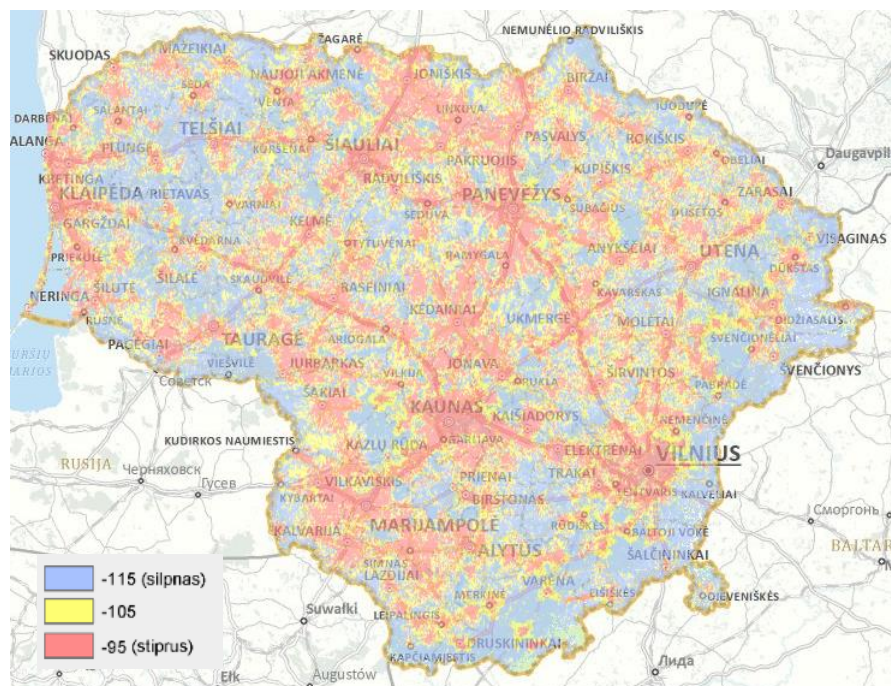 NEMUNĖLIO RADVILIŠKIS
ŽAGARĖ
SKUODAS
MAŽEIKIAI
NAUJOJI AKMENĖ
JONIŠKIS
BIRŽAI
SEDA
VENTA
LINKUVA
JUODUPĖ
DARBĖNAI
SALANTAI
TELŠIAI
PASVALYS
ROKIŠKIS
ALANGA
PLUNGĖ
KURŠĖNAI
ŠIAULIAI
PAKRUOJIS
KUPIŠKIS
OBELIAI
Daugavpil
KRETINGA
RADVILIŠKIS
KLAIPĖDA
RIETAVAS
PANEVĖŽYS
ZARASAI
VARNIAI
ŠEDUVA
SUBAČIUS
DUSETOS
GARGŽDAI
KELMĖ
VISAGINAS
KVĖDARNA
TYTUVĖNAI
ANYKŠČIAI
UTENA
PRIEKULĖ
RAMYGALA
DŪKŠTAS
ŠILALĖ
SKAUDVILĖ
RASEINIAI
KAVARSKAS
IGNALINA
NERINGA
ŠILUTĖ
KĖDAINIAI
UKMERGĖ
MOLĖTAI
DIDŽIASALIS
RUSNĖ
TAURAGĖ
ARIOGALA
PAGĖGIAI
ŠVENČIONĖLIAI
URŠIŲ
MARIOS
VIEŠVILĖ
JURBARKAS
JONAVA
ŠIRVINTOS
ŠVENČIONYS
Советск
VILKIJA
RUKLA
PABRADĖ
ŠAKIAI
KAUNAS
KAIŠIADORYS
NEMENČINĖ
KUDIRKOS NAUMIESTIS
KAZLŲ RŪDA
GARLIAVA
ELEKTRĖNAI
VILNIUS
RUSIJA
Черняховск
PRIENAI
TRAKAI
VILKAVIŠKIS
LENTVARIS
KALVELIAI
Гусев
KYBARTAI
BIRŠTONAS
Сморгонь
KALVARIJA
MARIJAMPOLĖ
RŪDIŠKĖS
BALTOJI VOKĖ
BALTAR
ALYTUS
ŠALČININKAI
SIMNAS
-115 (silpnas)
LAZDIJAI
VARĖNA
MERKINĖ
EIŠIŠKĖS
DIEVENIŠKĖS
-105
Suwałki
LEIPALINGIS
-95 (stiprus)
DRUSKININKAI
KAPČIAMIESTIS
Лида
Ełk
Augustów